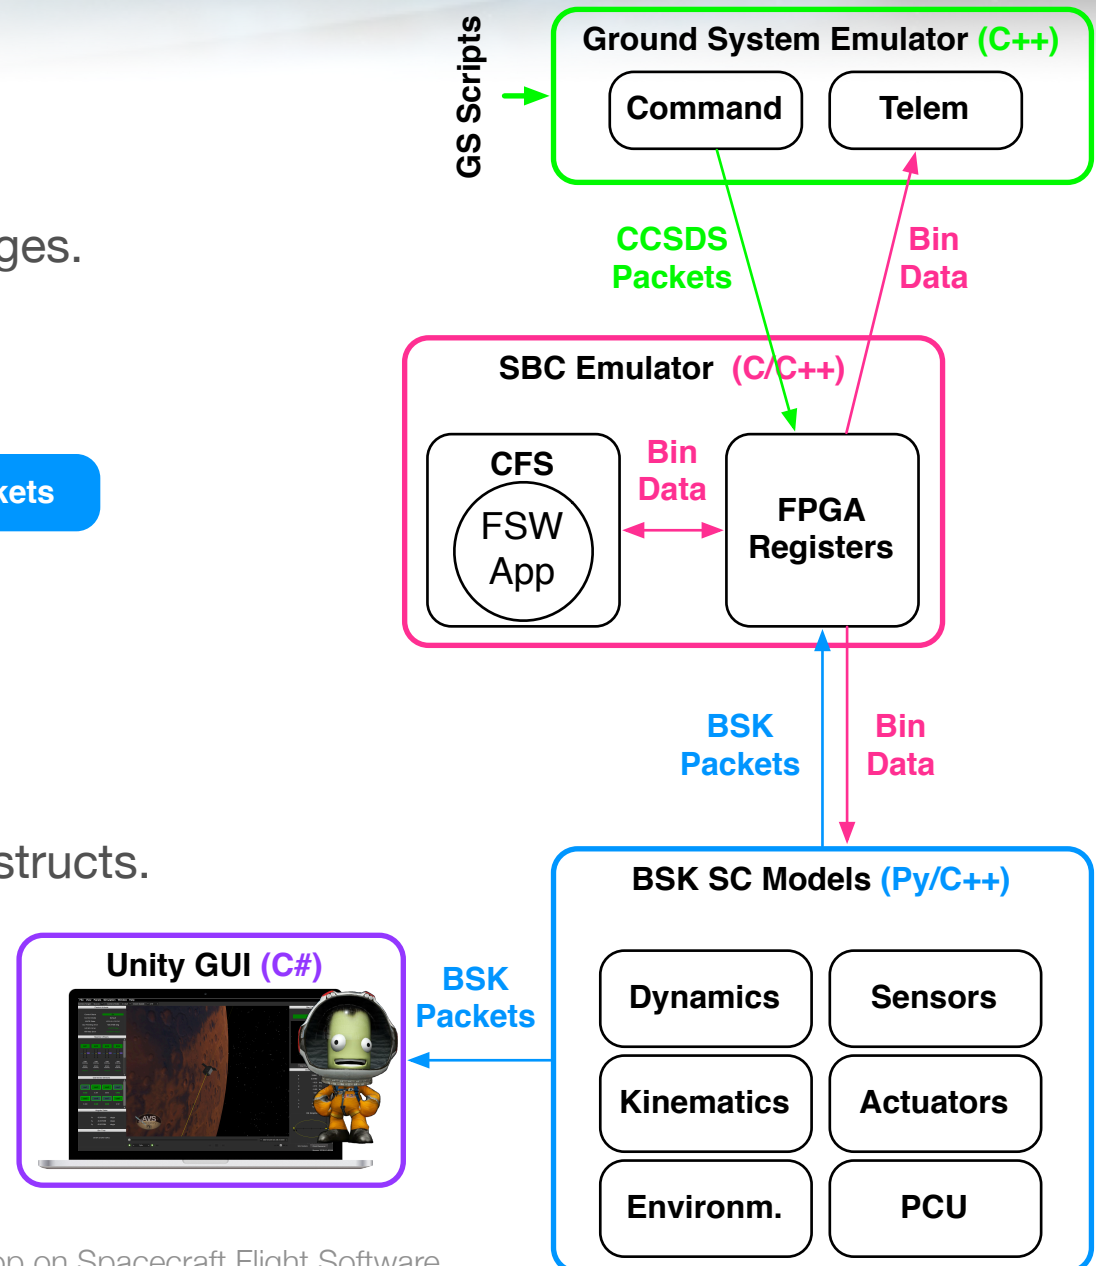 GS Scripts
Ground System Emulator (C++)
Command
Telem
ges.
CCSDS
Packets
Bin
Data
SBC Emulator (C/C++)
CFS
FSW
App
Bin
Data
FPGA
Registers
kets
BSK
Packets
Bin
Data
structs.
BSK SC Models (Py/C++)
Dynamics
Sensors
Kinematics
Actuators
Environm.
PCU
Unity GUI (C#)
AVS
BSK
Packets
op on Spacecraft Flight Software